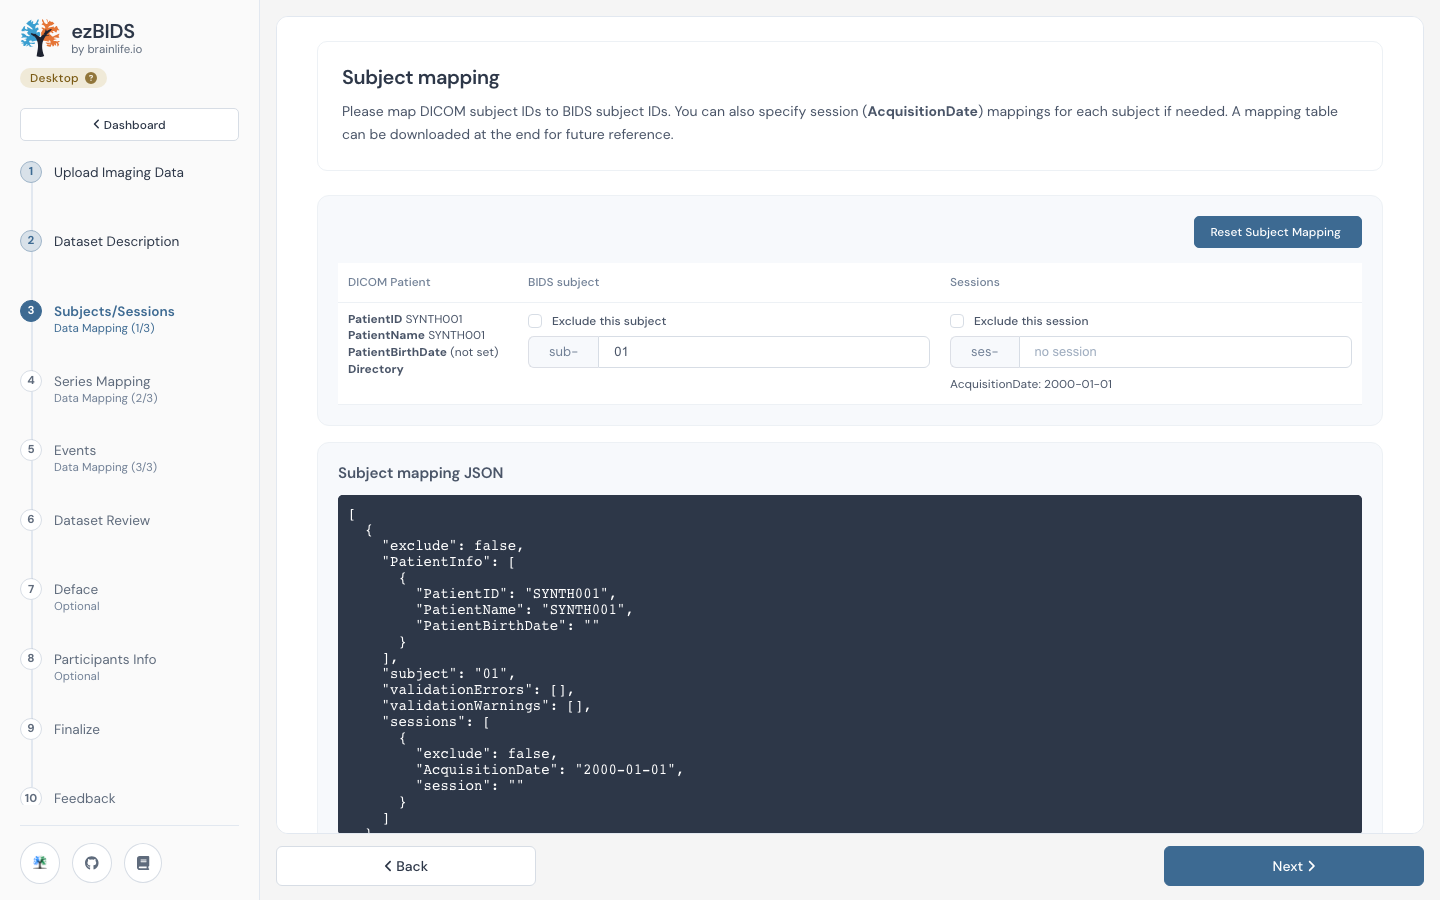 ezBIDS
by brainlife.io
Desktop ?
Dashboard
1 Upload Imaging Data
2 Dataset Description
3 Subjects/Sessions
Data Mapping (1/3)
4 Series Mapping
Data Mapping (2/3)
5 Events
Data Mapping (3/3)
6 Dataset Review
7 Deface
Optional
8 Participants Info
Optional
9 Finalize
10 Feedback
Subject mapping
Please map DICOM subject IDs to BIDS subject IDs. You can also specify session (AcquisitionDate) mappings for each subject if needed. A mapping table
can be downloaded at the end for future reference.
Reset Subject Mapping
DICOM Patient BIDS subject Sessions
PatientID SYNTH001
PatientName SYNTH001
PatientBirthDate (not set)
Directory
Exclude this subject
sub- 01
Exclude this session
ses- no session
AcquisitionDate: 2000-01-01
Subject mapping JSON
[
{
"exclude": false,
"PatientInfo": [
{
"PatientID": "SYNTH001",
"PatientName": "SYNTH001",
"PatientBirthDate": ""
}
],
"subject": "01",
"validationErrors": [],
"validationWarnings": [],
"sessions": [
{
"exclude": false,
"AcquisitionDate": "2000-01-01",
"session": ""
}
]
}
Back
Next